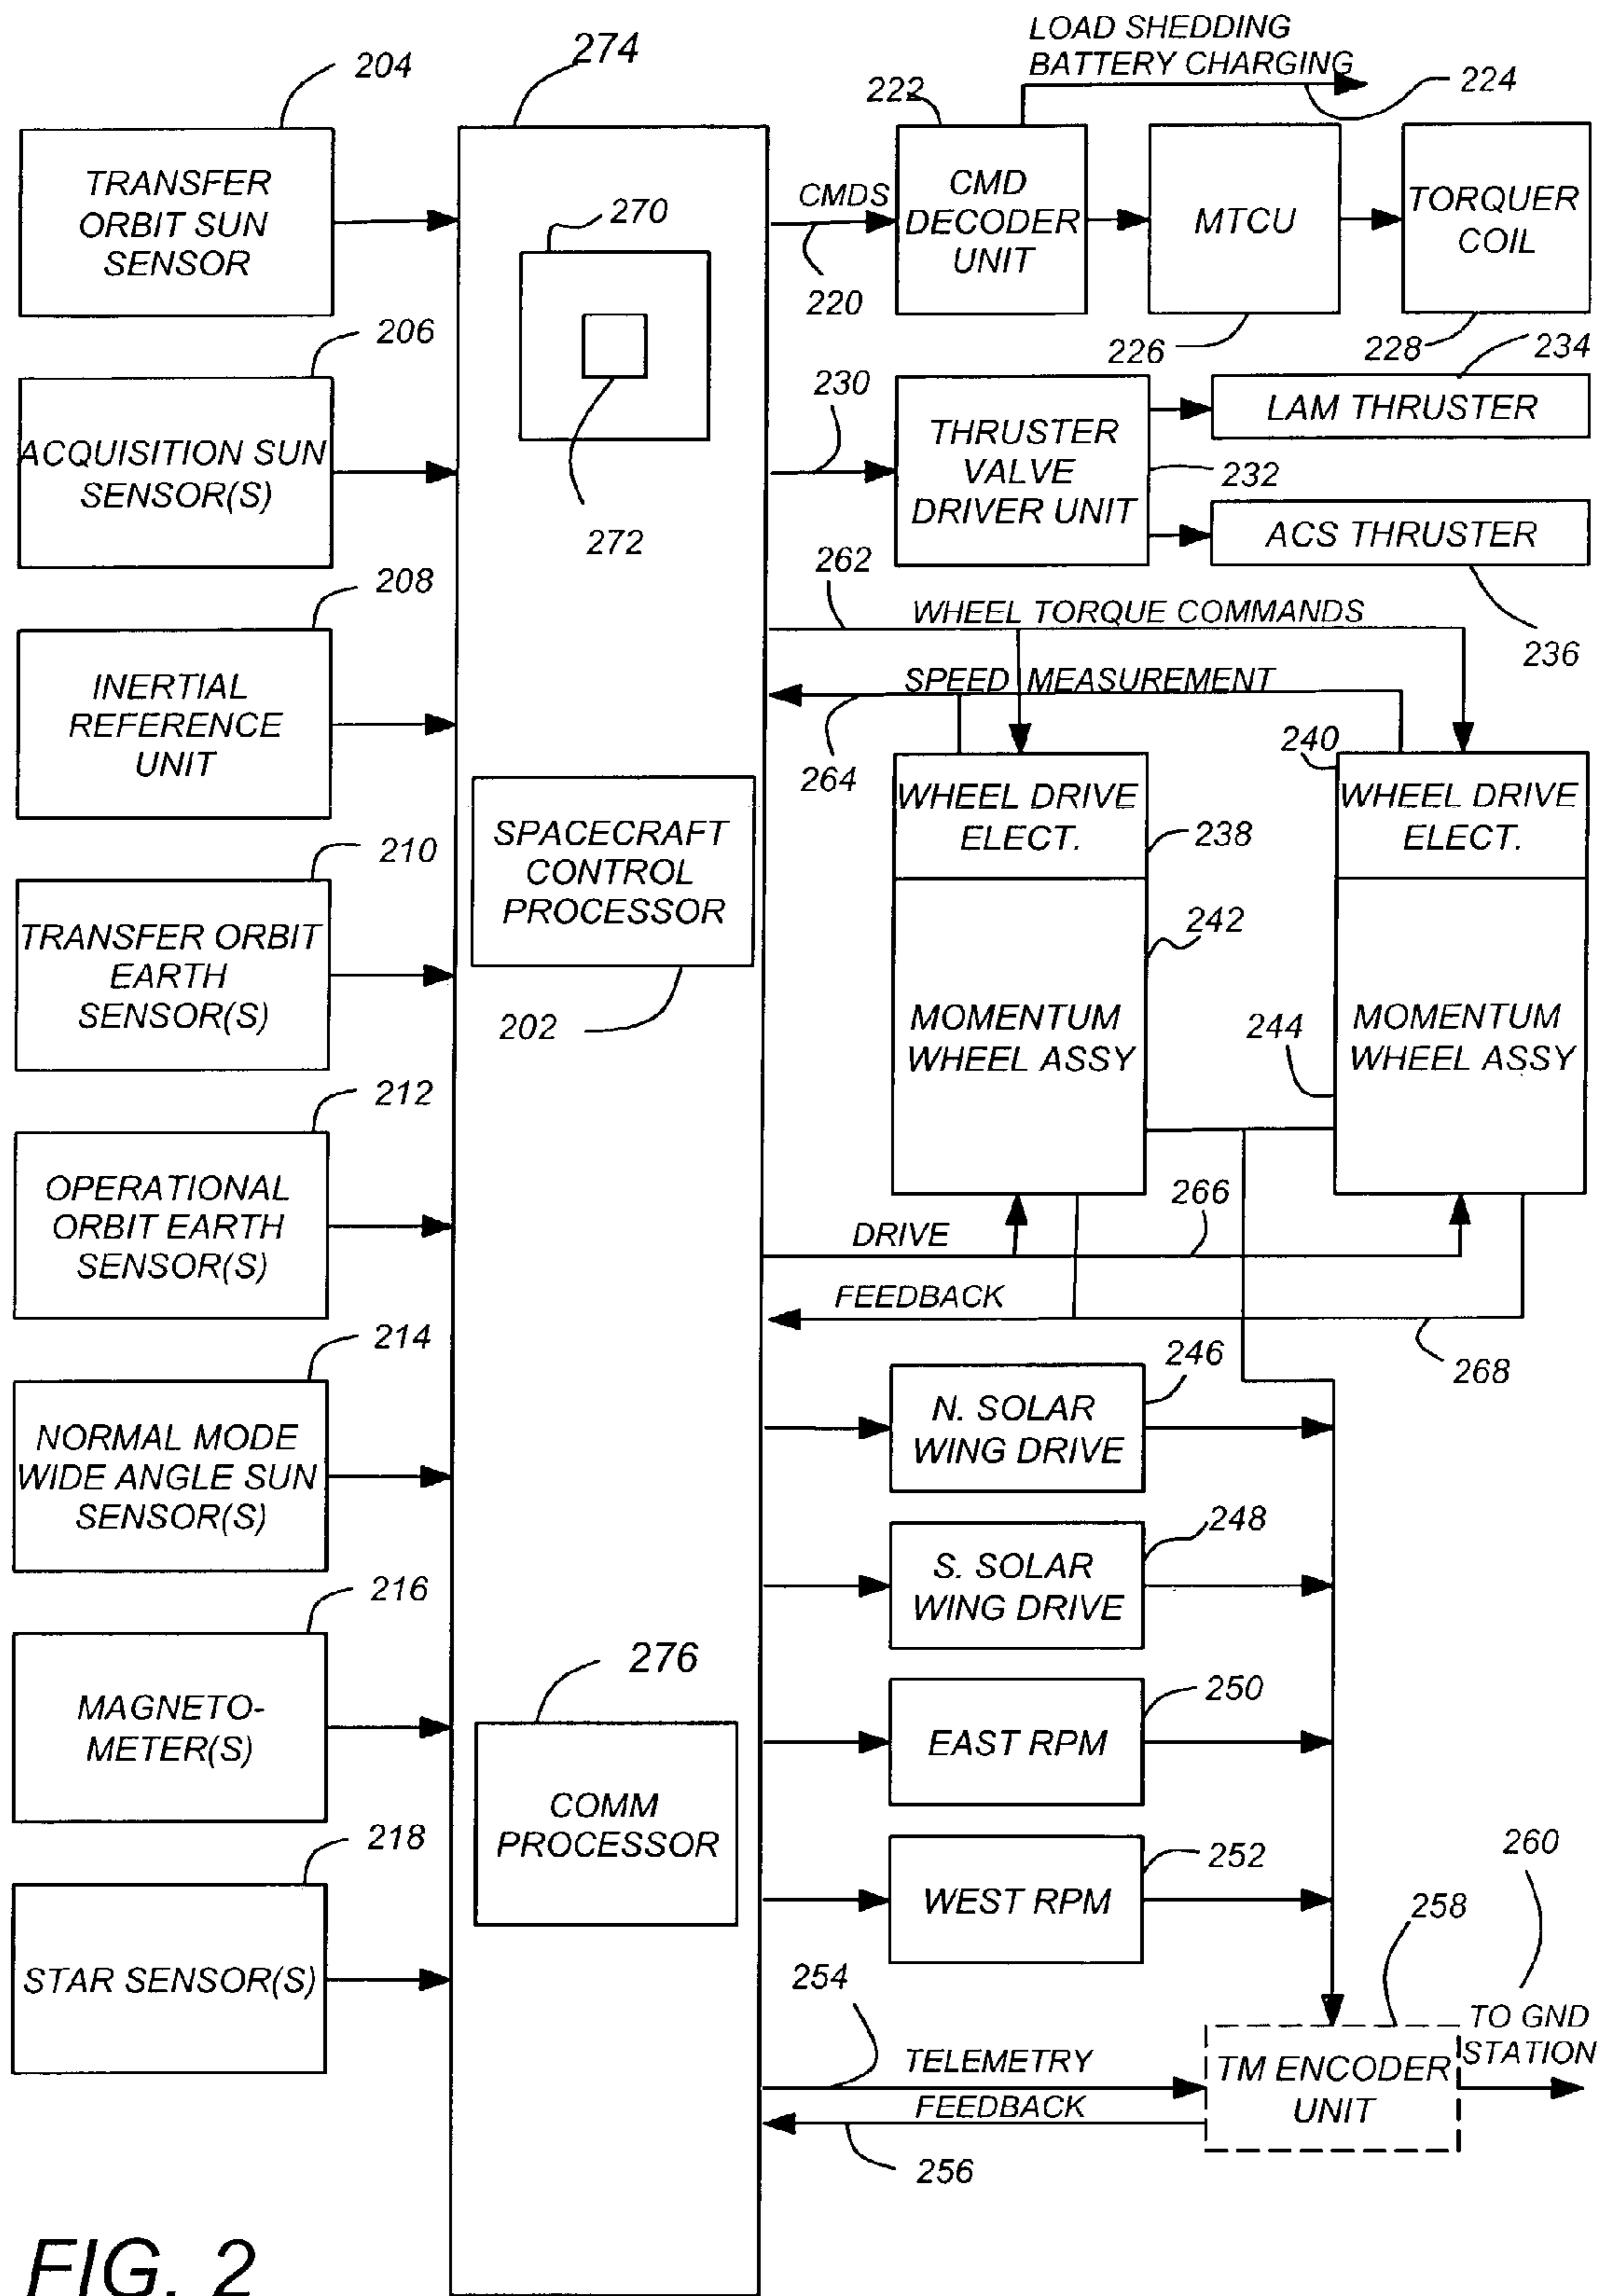 LOAD SHEDDING
BATTERY CHARGING
224
274
204
222
TRANSFER
ORBIT SUN
SENSOR
270
CMDS
220
CMD
DECODER
UNIT
MTCU
226
TORQUER
COIL
228
206
ACQUISITION SUN
SENSOR(S)
272
230
THRUSTER
VALVE
DRIVER UNIT
232
234
LAM THRUSTER
ACS THRUSTER
236
208
INERTIAL
REFERENCE
UNIT
262
WHEEL TORQUE COMMANDS
SPEED MEASUREMENT
264
240
WHEEL DRIVE
ELECT.
238
WHEEL DRIVE
ELECT.
SPACECRAFT
CONTROL
PROCESSOR
202
210
TRANSFER ORBIT
EARTH
SENSOR(S)
242
MOMENTUM
WHEEL ASSY
244
MOMENTUM
WHEEL ASSY
212
OPERATIONAL
ORBIT EARTH
SENSOR(S)
DRIVE
266
FEEDBACK
268
214
NORMAL MODE
WIDE ANGLE SUN
SENSOR(S)
246
N. SOLAR
WING DRIVE
248
S. SOLAR
WING DRIVE
216
MAGNETO-
METER(S)
276
COMM
PROCESSOR
250
EAST RPM
252
WEST RPM
218
STAR SENSOR(S)
254
TELEMETRY
FEEDBACK
256
258
TM ENCODER
UNIT
260
TO GND
STATION
FIG. 2